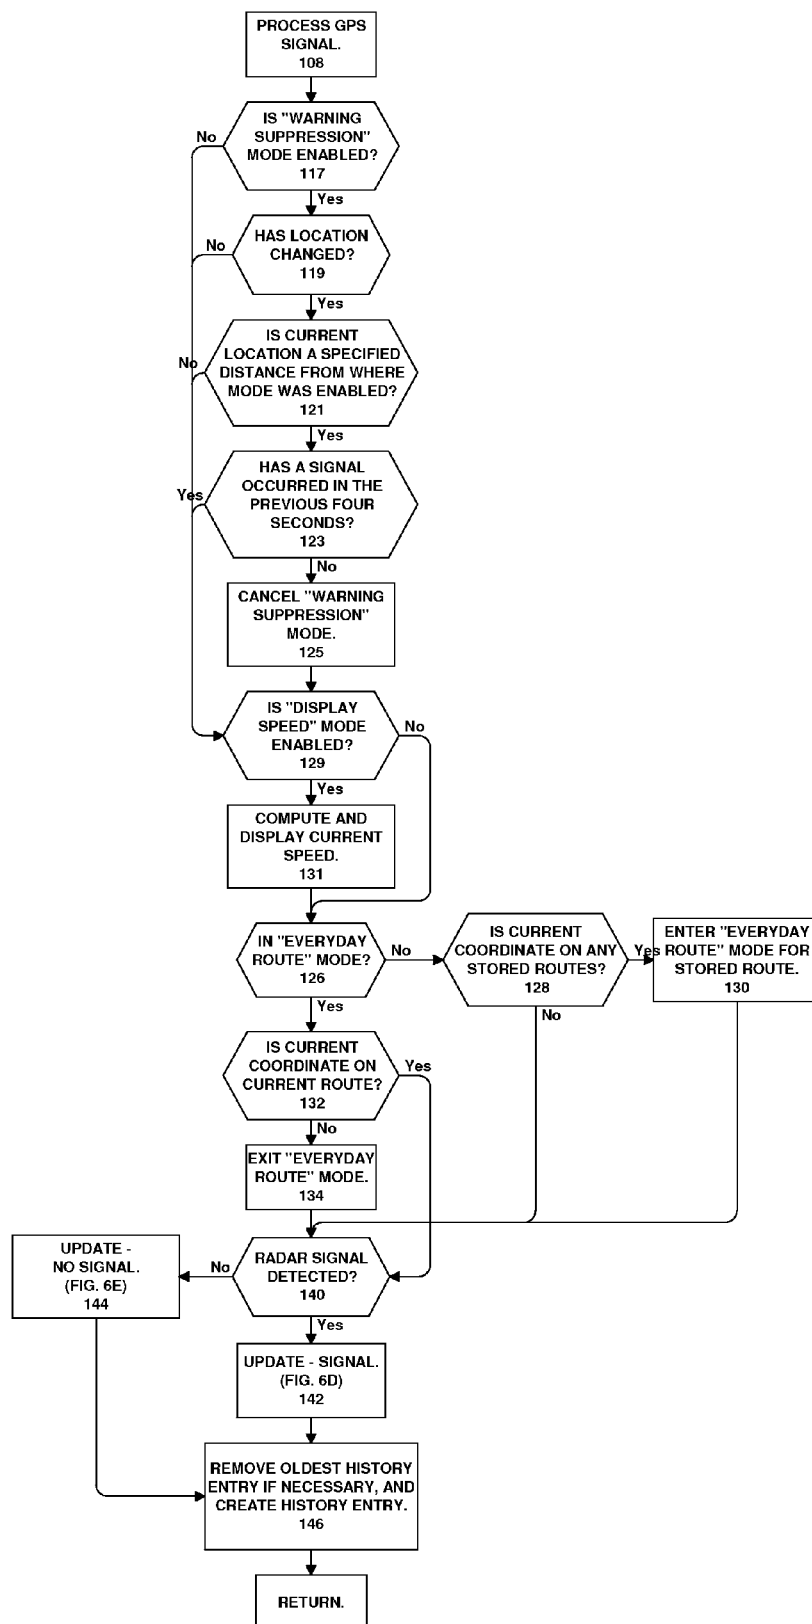 PROCESS GPS
SIGNAL.
108
IS "WARNING
SUPPRESSION"
MODE ENABLED?
117
No
Yes
HAS LOCATION
CHANGED?
119
No
Yes
IS CURRENT
LOCATION A SPECIFIED
DISTANCE FROM WHERE
MODE WAS ENABLED?
121
No
Yes
HAS A SIGNAL
OCCURRED IN THE
PREVIOUS FOUR
SECONDS?
123
Yes
No
CANCEL "WARNING
SUPPRESSION"
MODE.
125
IS "DISPLAY
SPEED" MODE
ENABLED?
129
No
Yes
COMPUTE AND
DISPLAY CURRENT
SPEED.
131
IN "EVERYDAY
ROUTE" MODE?
126
No
Yes
IS CURRENT
COORDINATE ON ANY
STORED ROUTES?
128
Yes
No
ENTER "EVERYDAY
ROUTE" MODE FOR
STORED ROUTE.
130
IS CURRENT
COORDINATE ON
CURRENT ROUTE?
132
Yes
No
EXIT "EVERYDAY
ROUTE" MODE.
134
RADAR SIGNAL
DETECTED?
140
No
Yes
UPDATE -
NO SIGNAL.
(FIG. 6E)
144
UPDATE - SIGNAL.
(FIG. 6D)
142
REMOVE OLDEST HISTORY
ENTRY IF NECESSARY, AND
CREATE HISTORY ENTRY.
146
RETURN.